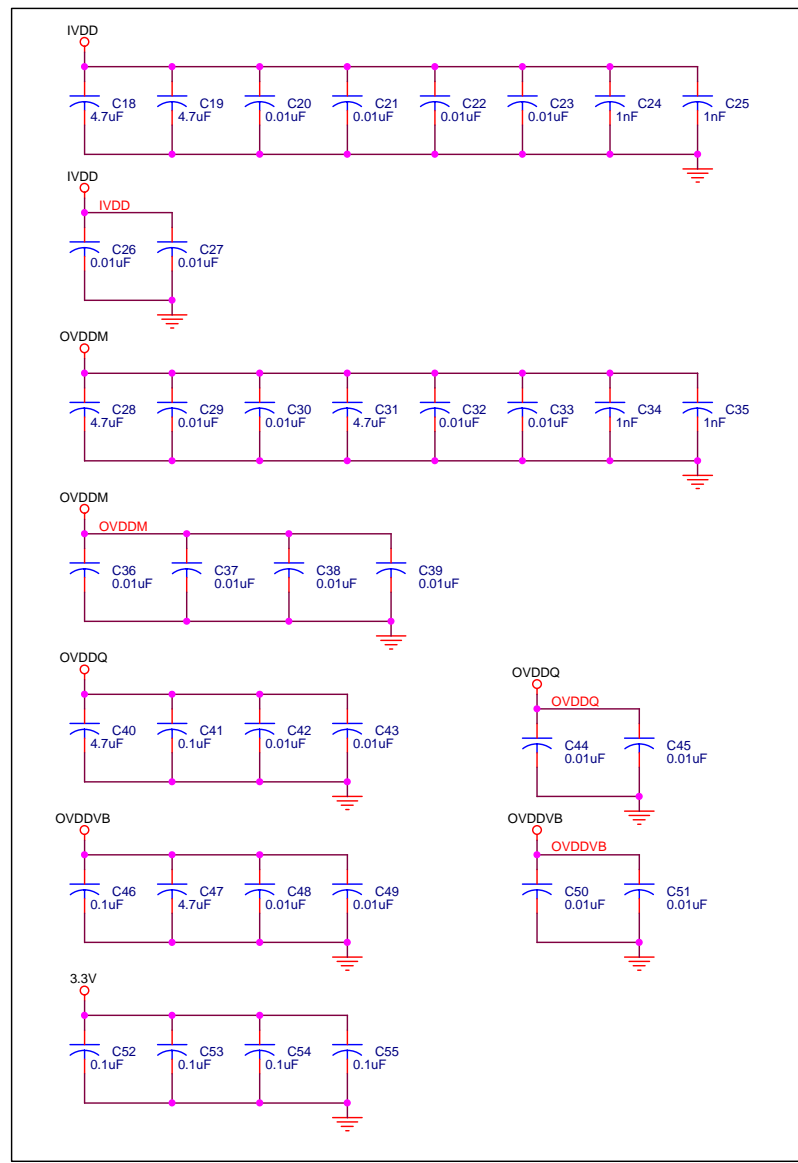 IVDD
C18 C19 C20 C21 C22 C23 C24 C25
4.7uF 4.7uF 0.01uF 0.01uF 0.01uF 0.01uF 1nF 1nF
IVDD
IVDD
C26 C27
0.01uF 0.01uF
OVDDM
C28 C29 C30 C31 C32 C33 C34 C35
4.7uF 0.01uF 0.01uF 4.7uF 0.01uF 0.01uF 1nF 1nF
OVDDM
OVDDM
C36 C37 C38 C39
0.01uF 0.01uF 0.01uF 0.01uF
OVDDQ
C40 C41 C42 C43
4.7uF 0.1uF 0.01uF 0.01uF
OVDDQ
OVDDQ
C44 C45
0.01uF 0.01uF
OVDDVB
C46 C47 C48 C49
0.1uF 4.7uF 0.01uF 0.01uF
OVDDVB
OVDDVB
C50 C51
0.01uF 0.01uF
3.3V
C52 C53 C54 C55
0.1uF 0.1uF 0.1uF 0.1uF